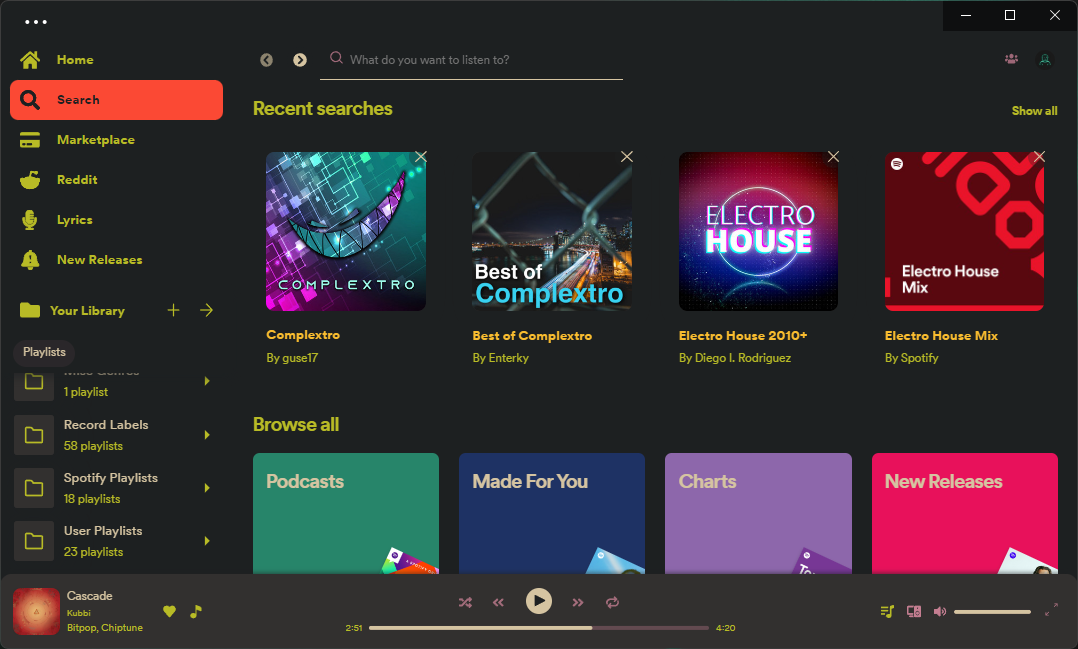 Home
Search
Marketplace
Reddit
Lyrics
New Releases
Your Library
Playlists
1 playlist
Record Labels
58 playlists
Spotify Playlists
18 playlists
User Playlists
23 playlists
What do you want to listen to?
Recent searches
Show all
COMPLEXTRO
Complextro
By guse17
Best of
Complextro
Best of Complextro
By Enterky
ELECTRO
HOUSE
Electro House 2010+
By Diego I. Rodriguez
Electro House
Mix
Electro House Mix
By Spotify
Browse all
Podcasts
Made For You
Charts
New Releases
Cascade
Kubbi
Bitpop, Chiptune
2:51
4:20